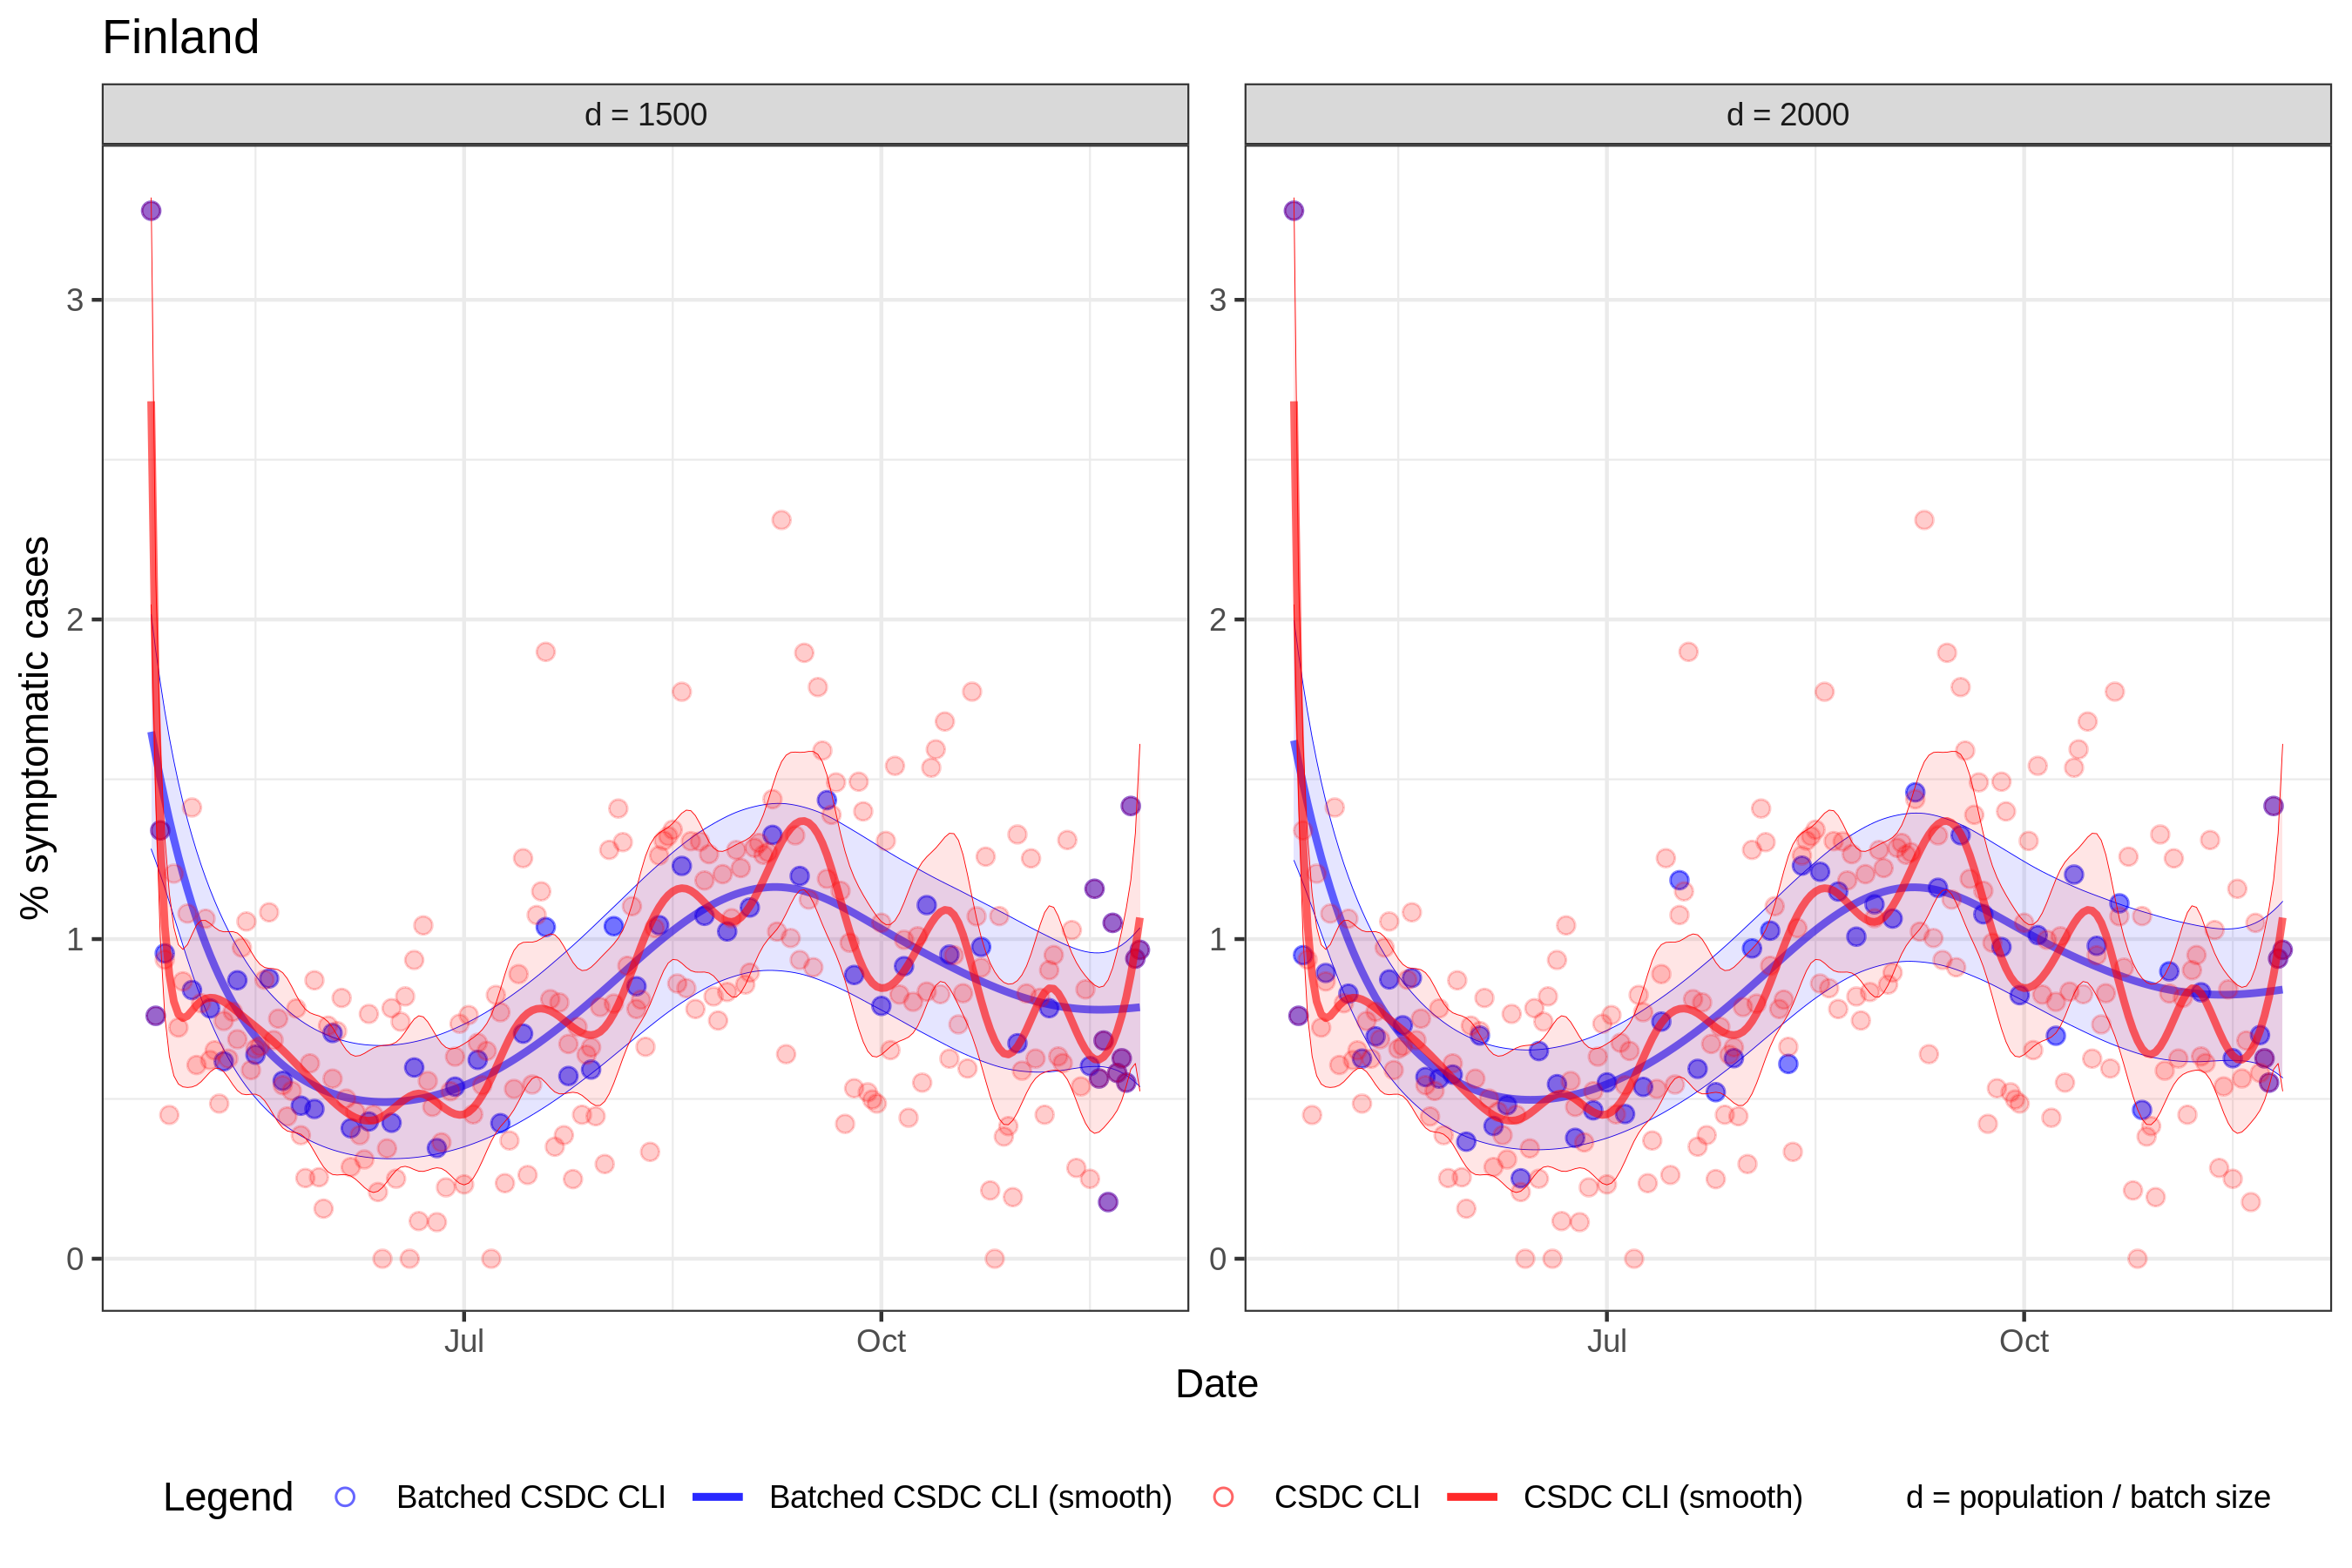 Finland
d = 1500
d = 2000
% symptomatic cases
3
2
1
0
3
2
1
0
Jul
Oct
Jul
Oct
Date
Legend
Batched CSDC CLI
Batched CSDC CLI (smooth)
CSDC CLI
CSDC CLI (smooth)
d = population / batch size